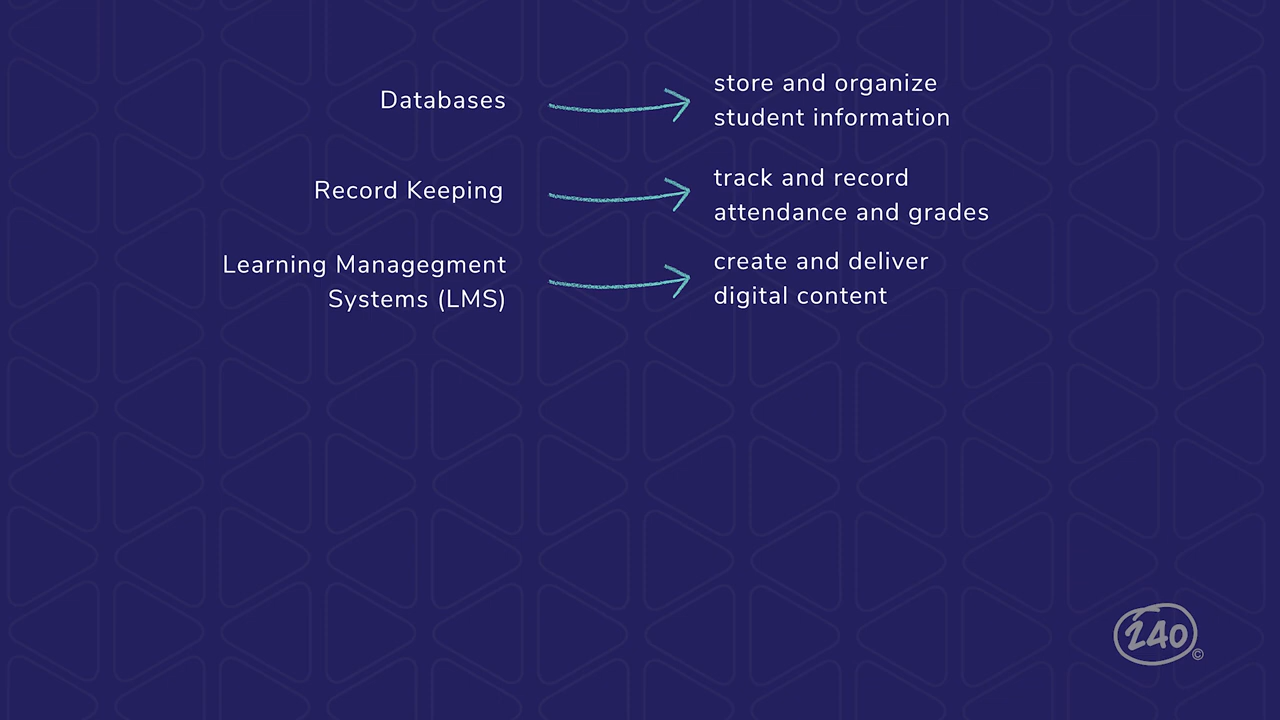 Databases
store and organize
student information
Record Keeping
track and record
attendance and grades
Learning Managegment
Systems (LMS)
create and deliver
digital content
240
©